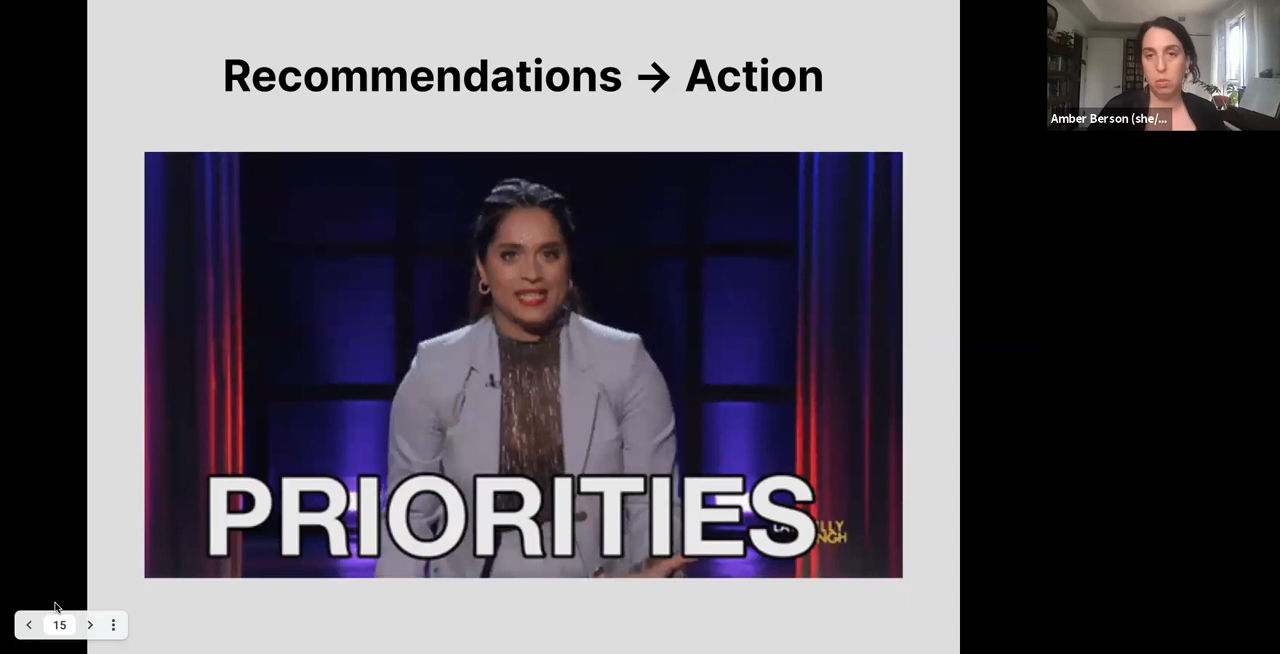 Recommendations → Action
Amber Berson (she/...
PRIORITIES
15